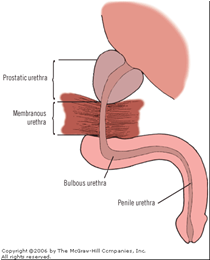 Prostatic urethra
Membranous
urethra
Bulbous urethra
Penile urethra
Copyright ©2006 by The McGraw-Hill Companies, Inc.
All rights reserved.